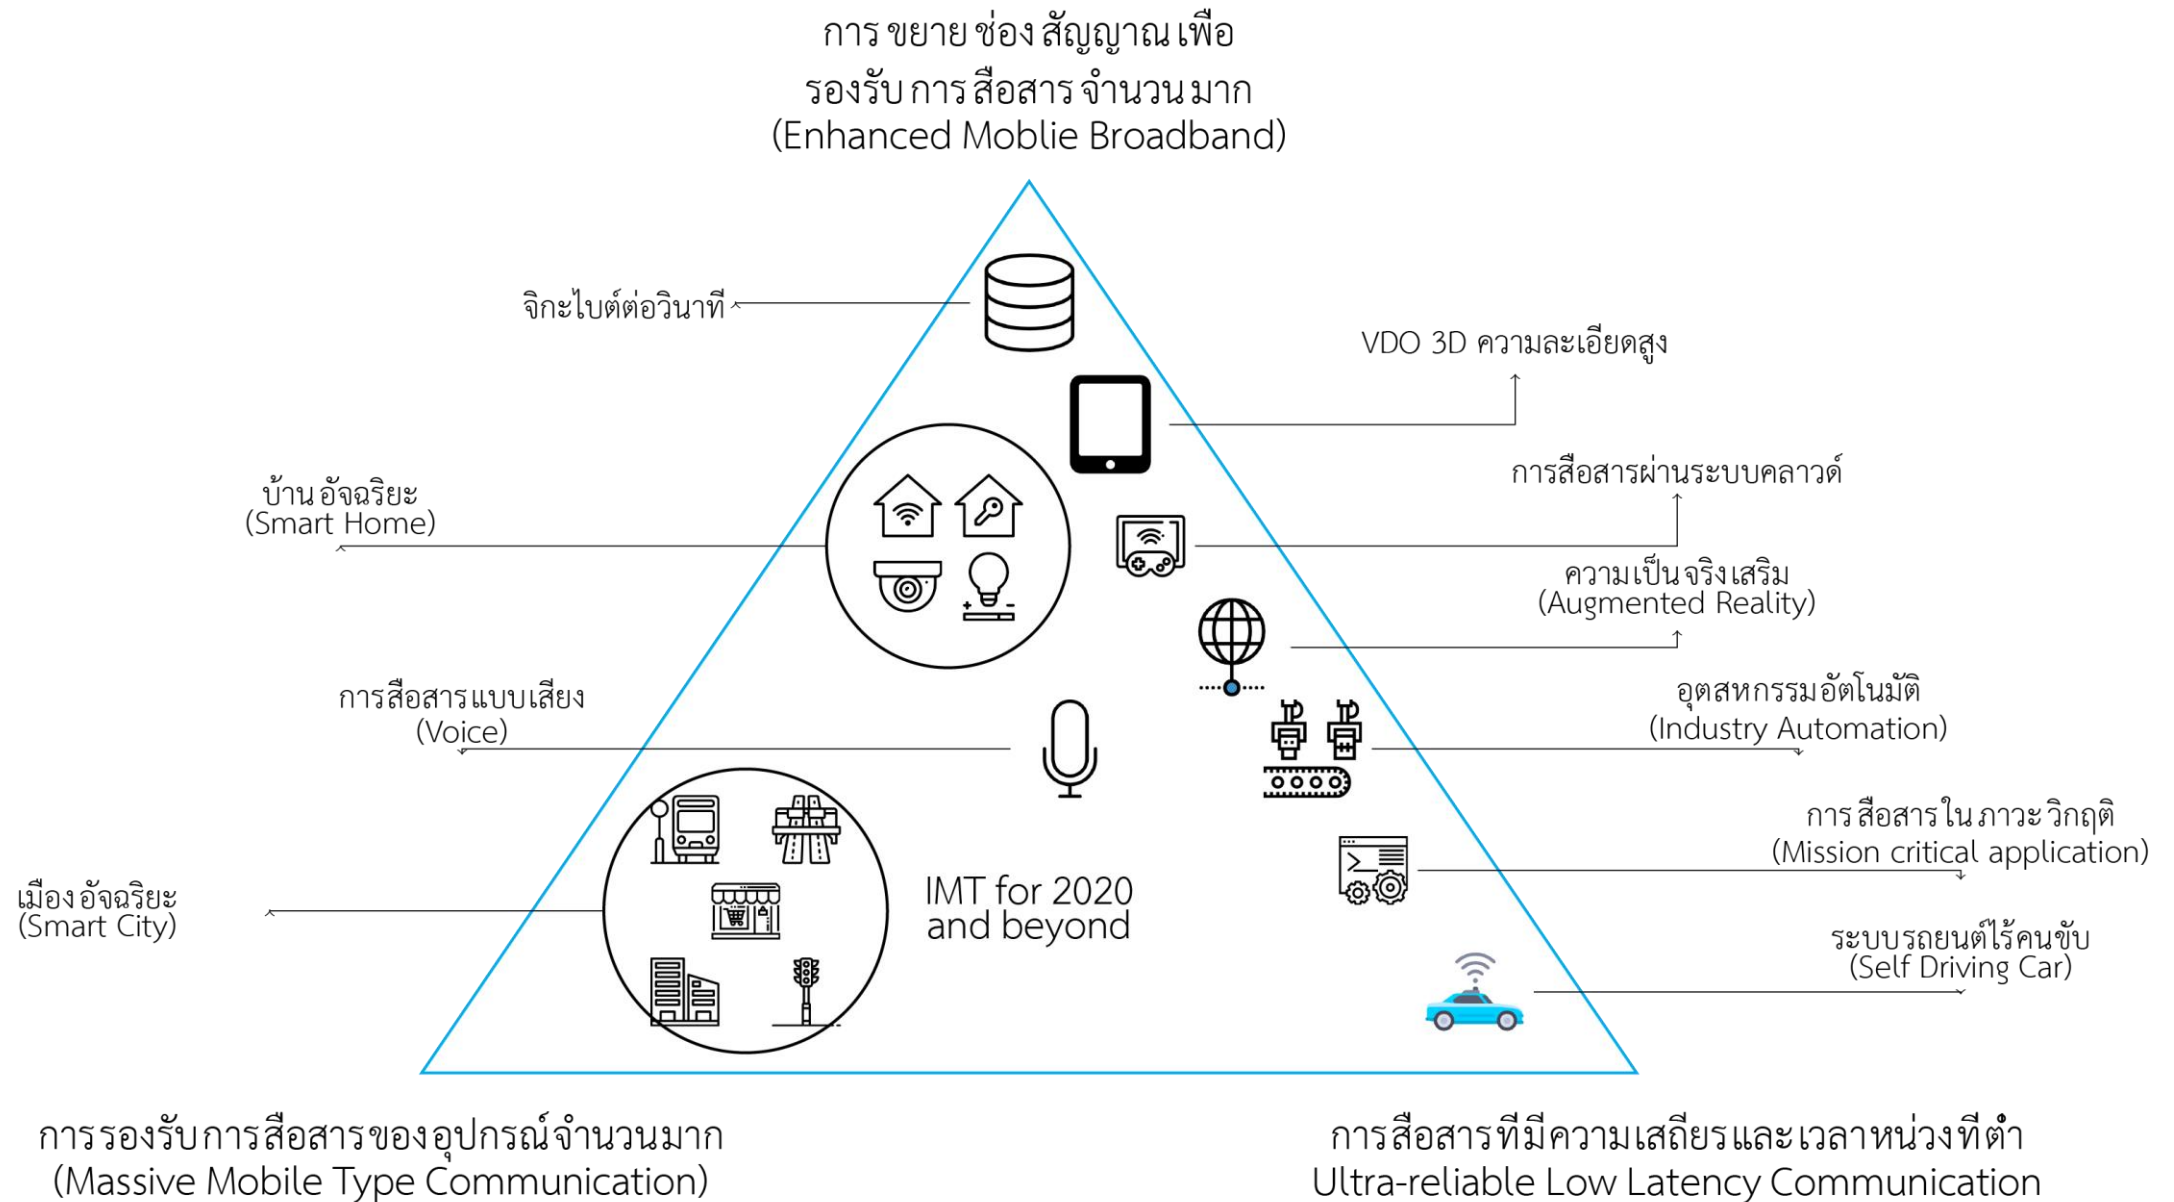 การ ขยาย ช่อง สัญญาณ เพือ
รองรับ การ สือสาร จำนวน มาก
(Enhanced Moblie Broadband)
จิกะไบต์ต่อวินาที
VDO 3D ความละเอียดสูง
การสือสารผ่านระบบคลาวด์
บ้าน อัจฉริยะ
(Smart Home)
ความเป็น จริง เสริม
(Augmented Reality)
การสือสาร แบบ เสียง
(Voice)
อุตสหกรรม อัตโนมัติ
(Industry Automation)
การ สือสาร ใน ภาวะ วิกฤติ
(Mission critical application)
เมือง อัจฉริยะ
(Smart City)
IMT for 2020
and beyond
ระบบรถยนต์ไร้คนขับ
(Self Driving Car)
การรองรับการสือสารของอุปกรณ์จำนวนมาก
(Massive Mobile Type Communication)
การสือสารทีมีความเสถียรและเวลาหน่วงทีตำ
Ultra-reliable Low Latency Communication